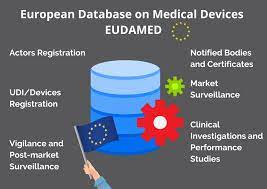 European Database on Medical Devices
EUDAMED
Actors Registration
UDI/Devices
Registration
Vigilance and
Post-market
Surveillance
Notified Bodies
and Certificates
Market
Surveillance
Clinical
Investigations and
Performance
Studies